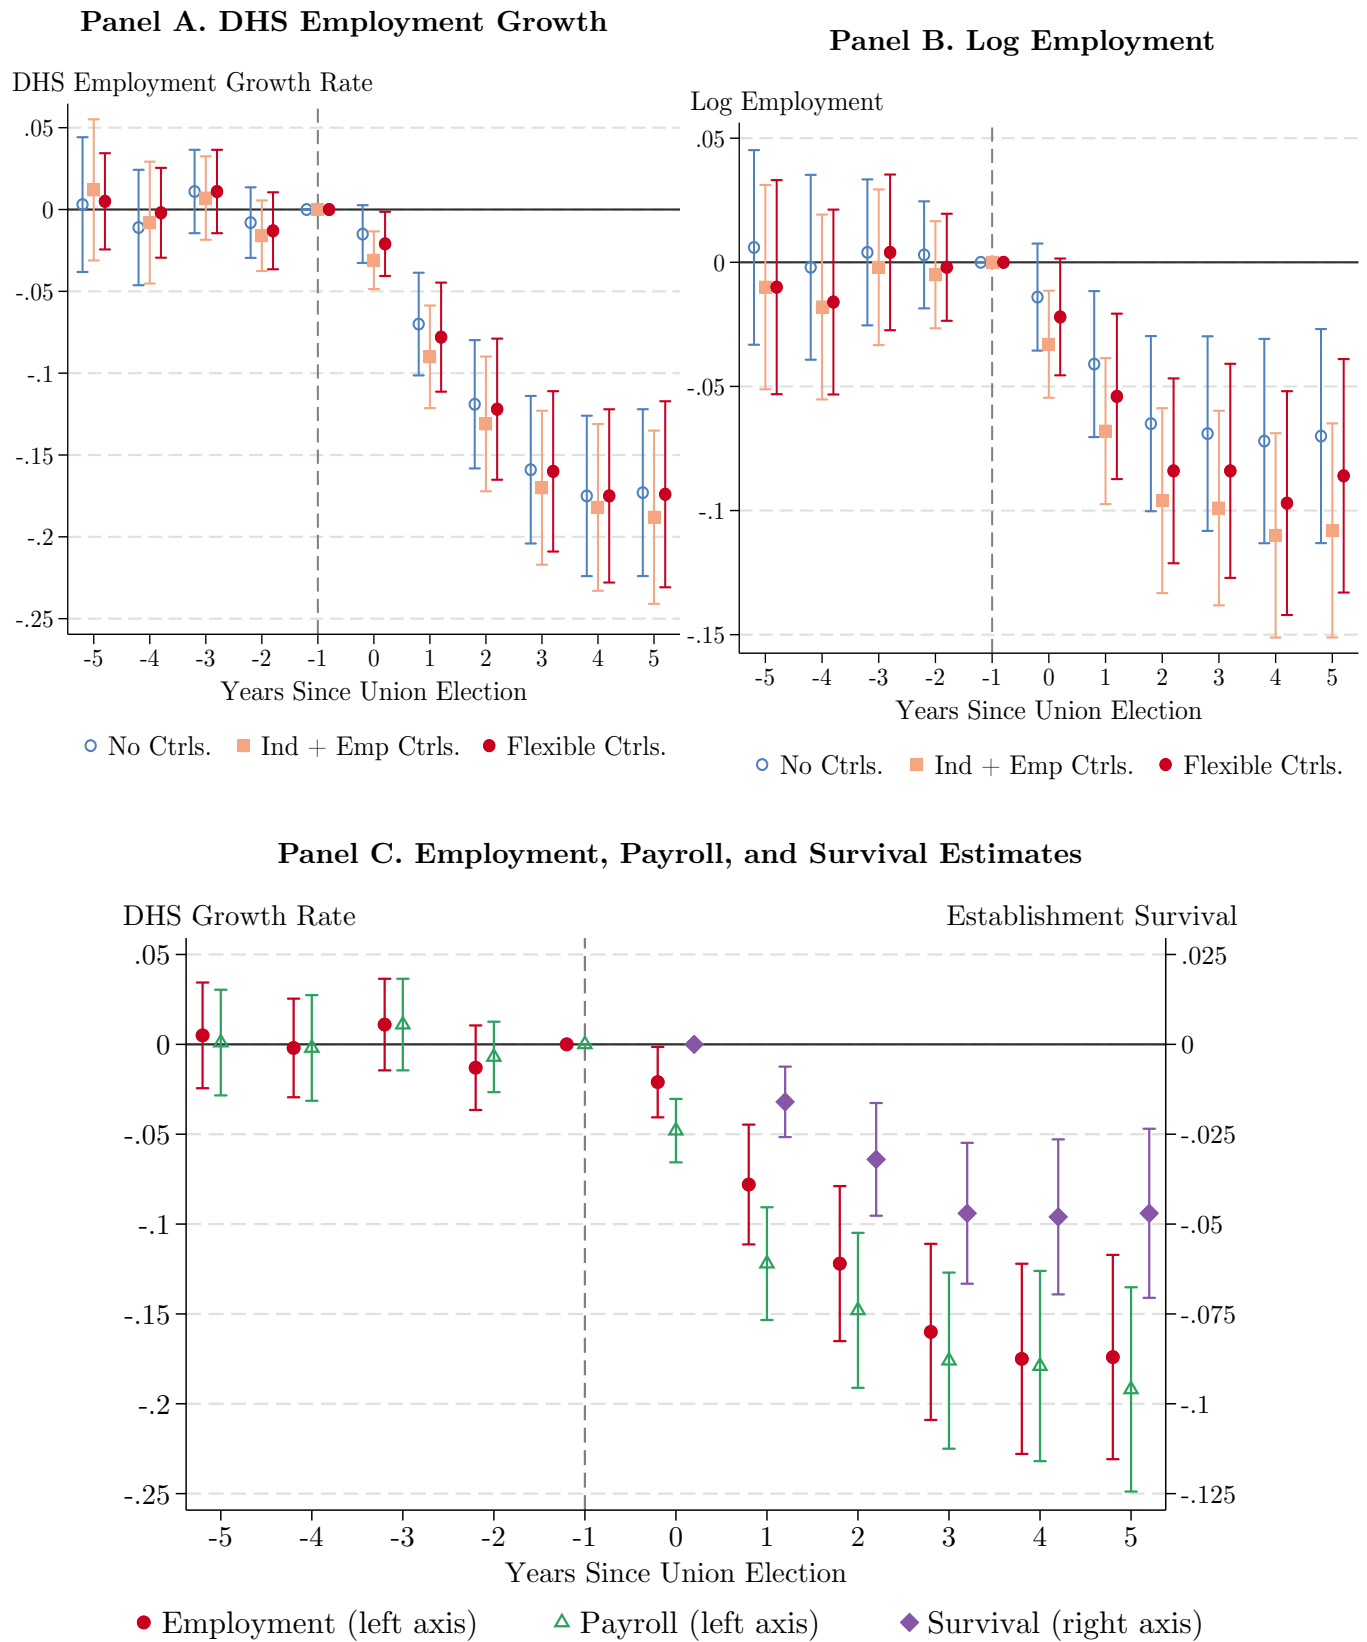 Panel A. DHS Employment Growth
DHS Employment Growth Rate
.05
0
-.05
-.1
-.15
-.2
-.25
-5 -4 -3 -2 -1 0 1 2 3 4 5
Years Since Union Election
No Ctrls. Ind + Emp Ctrls. Flexible Ctrls.
Panel B. Log Employment
Log Employment
.05
0
-.05
-.1
-.15
-5 -4 -3 -2 -1 0 1 2 3 4 5
Years Since Union Election
No Ctrls. Ind + Emp Ctrls. Flexible Ctrls.
Panel C. Employment, Payroll, and Survival Estimates
DHS Growth Rate Establishment Survival
.05 .025
0 0
-.05 -.025
-.1 -.05
-.15 -.075
-.2 -.1
-.25 -.125
-5 -4 -3 -2 -1 0 1 2 3 4 5
Years Since Union Election
Employment (left axis) Payroll (left axis) Survival (right axis)